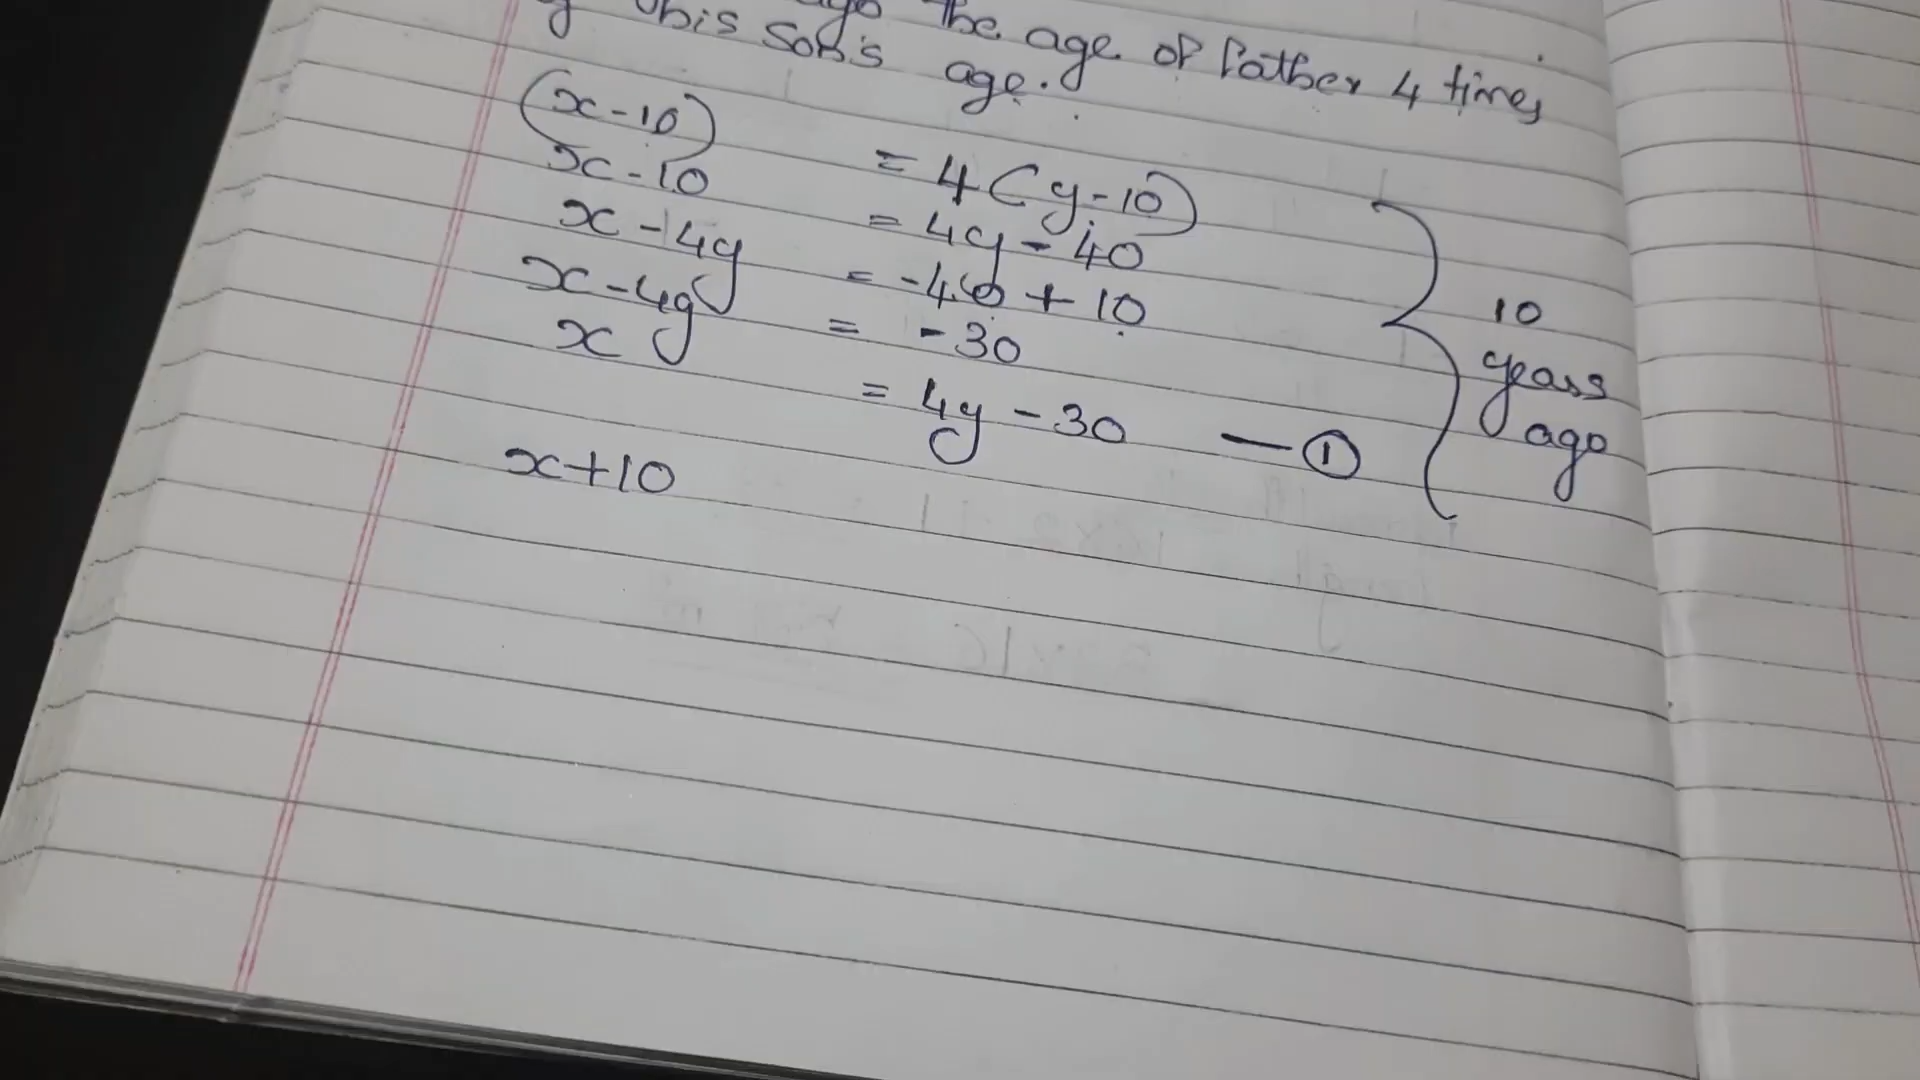 ago the age of father 4 times
his son's age.
(x-10) = 4(y-10)
x-10 = 4y-40
x-4y = -40+10
x-4y = -30
x = 4y-30 — ①
10
years
ago
x+10